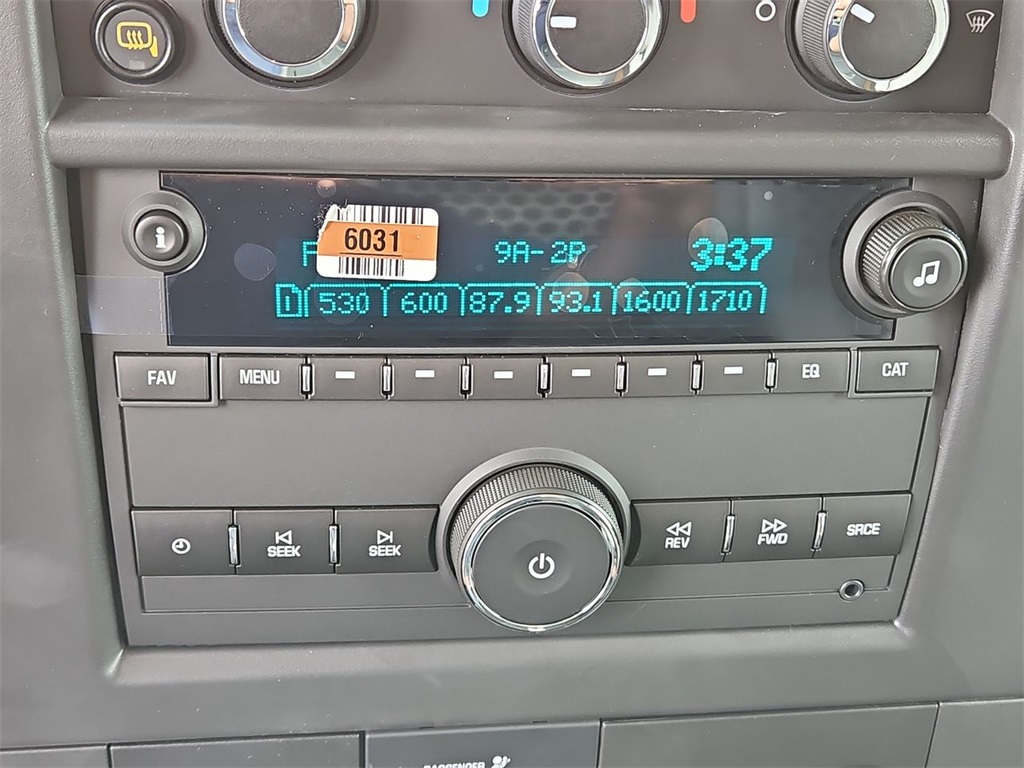 6031
9A-2P 3:37
1 530 600 87.9 93.1 1600 1710
FAV MENU EQ CAT
SEEK SEEK REV FWD SRCE
PASSENGER